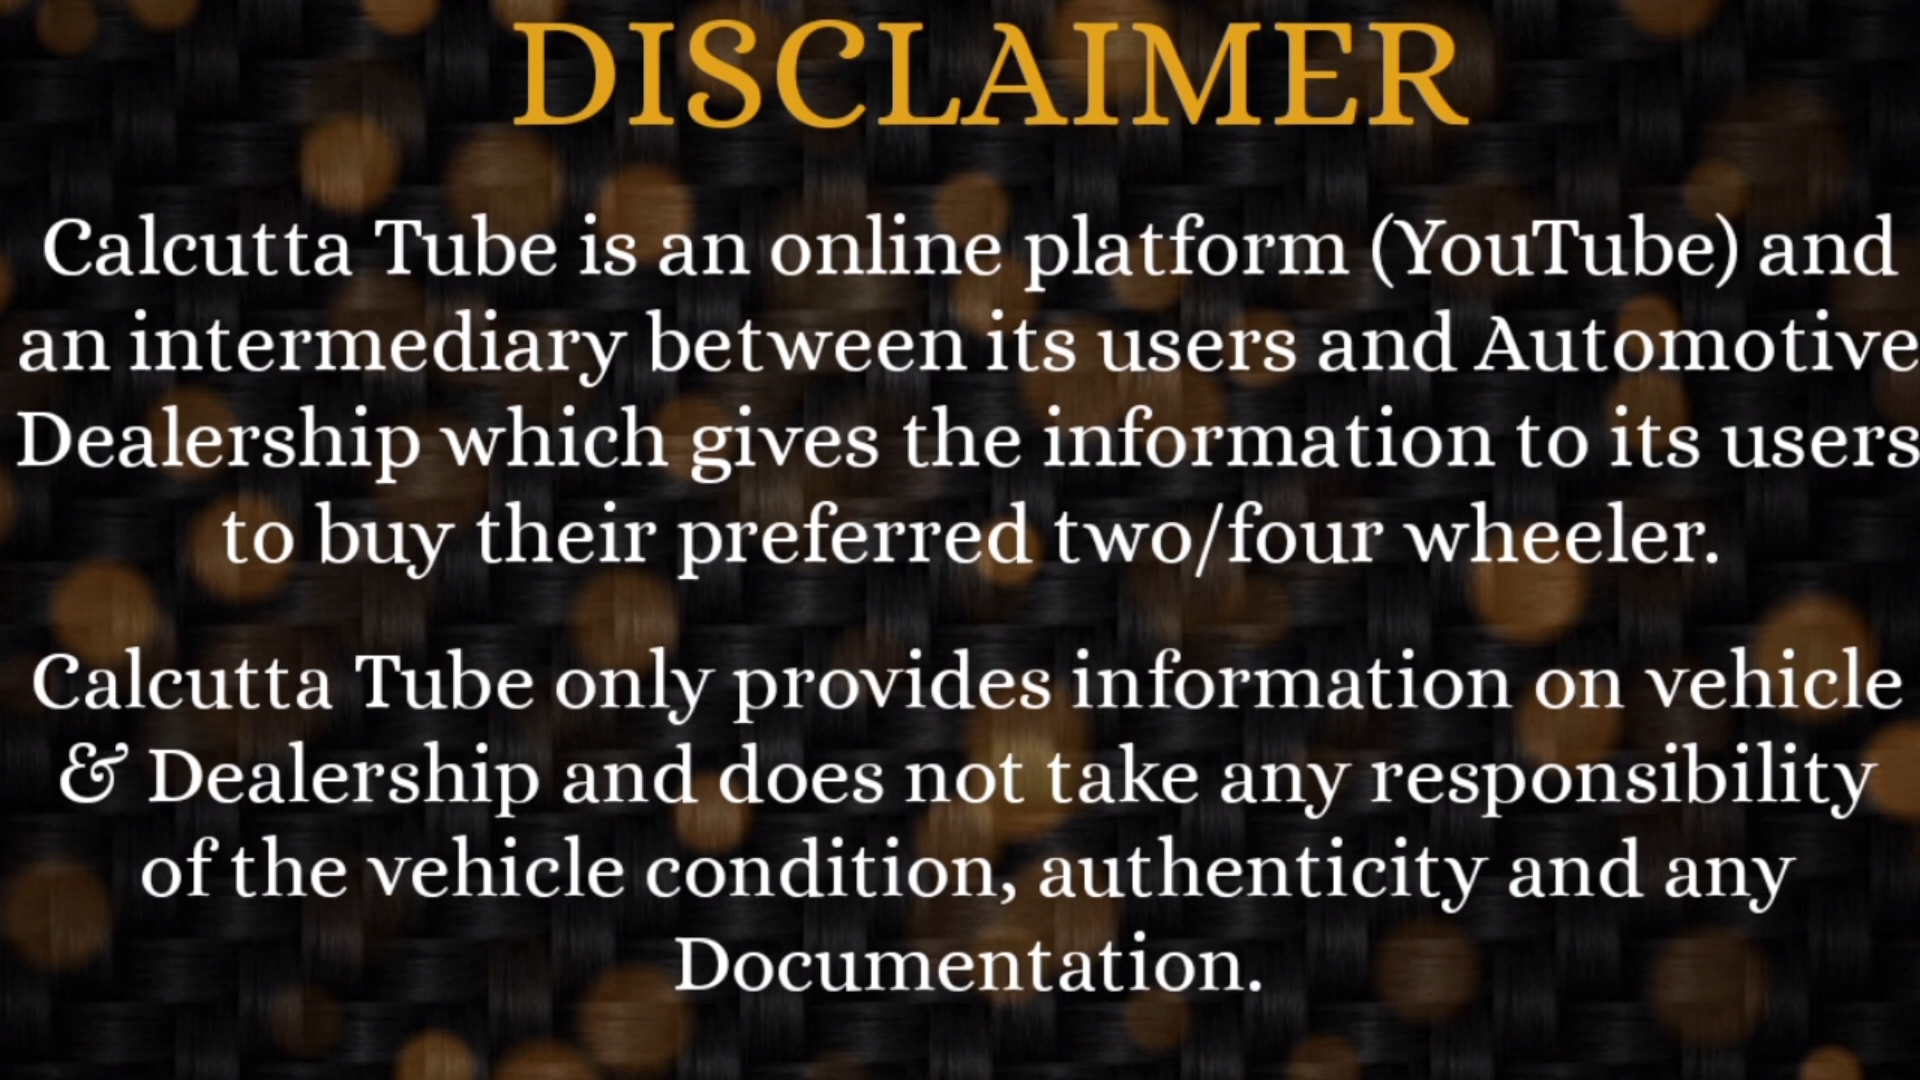 DISCLAIMER
Calcutta Tube is an online platform (YouTube) and
an intermediary between its users and Automotive
Dealership which gives the information to its users
to buy their preferred two/four wheeler.
Calcutta Tube only provides information on vehicle
& Dealership and does not take any responsibility
of the vehicle condition, authenticity and any
Documentation.